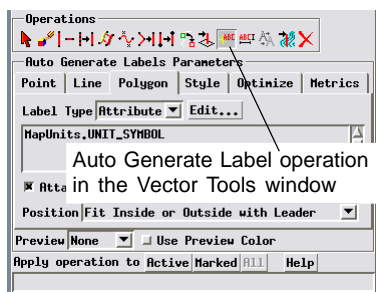 Operations
ABC ABCI
Auto Generate Labels Parameters
Point Line Polygon Style Optimize Metrics
Label Type Attribute Edit...
MapUnits.UNIT_SYMBOL
Auto Generate Label operation
in the Vector Tools window
Position Fit Inside or Outside with Leader
Preview None Use Preview Color
Apply operation to Active Marked All Help